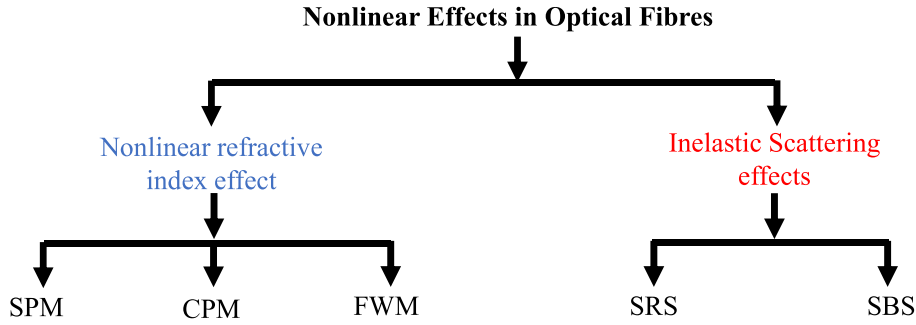 Nonlinear Effects in Optical Fibres
Nonlinear refractive
index effect
Inelastic Scattering
effects
SPM
CPM
FWM
SRS
SBS